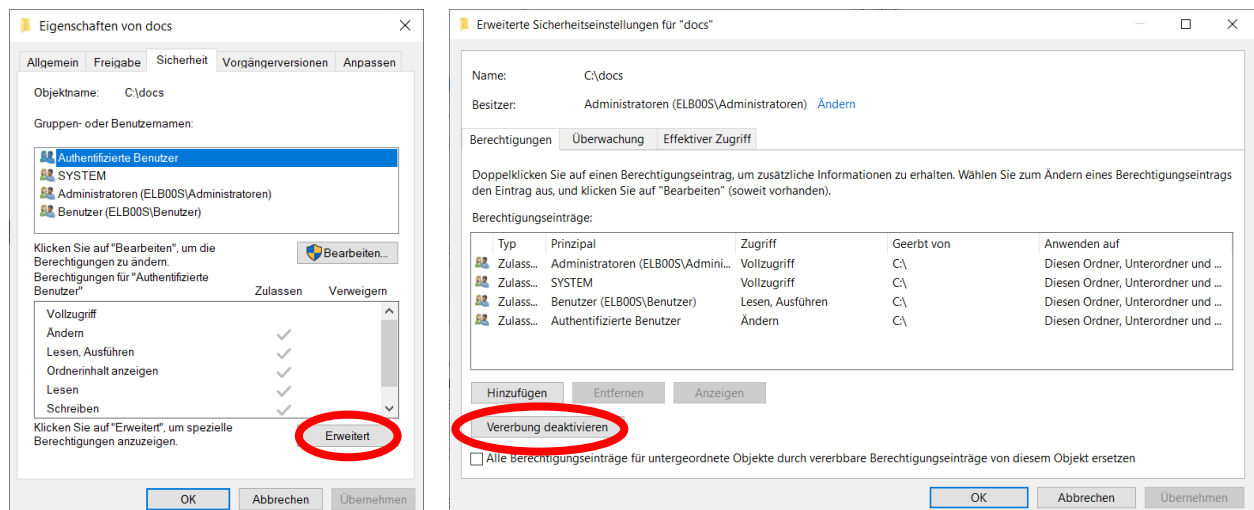 Eigenschaften von docs
Allgemein Freigabe Sicherheit Vorgängerversionen Anpassen
Objektname: C:\docs
Gruppen- oder Benutzernamen:
Authentifizierte Benutzer
SYSTEM
Administratoren (ELB00S\Administratoren)
Benutzer (ELB00S\Benutzer)
Klicken Sie auf "Bearbeiten", um die
Berechtigungen zu ändern.
Bearbeiten...
Berechtigungen für "Authentifizierte
Benutzer" Zulassen Verweigern
Vollzugriff
Ändern
Lesen, Ausführen
Ordnerinhalt anzeigen
Lesen
Schreiben
Klicken Sie auf "Erweitert", um spezielle
Berechtigungen anzuzeigen.
Erweitert
OK Abbrechen Übernehmen
Erweiterte Sicherheitseinstellungen für "docs"
Name: C:\docs
Besitzer: Administratoren (ELB00S\Administratoren) Ändern
Berechtigungen Überwachung Effektiver Zugriff
Doppelklicken Sie auf einen Berechtigungseintrag, um zusätzliche Informationen zu erhalten. Wählen Sie zum Ändern eines Berechtigungseintrags
den Eintrag aus, und klicken Sie auf "Bearbeiten" (soweit vorhanden).
Berechtigungseinträge:
Typ Prinzipal Zugriff Geerbt von Anwenden auf
Zulass... Administratoren (ELB00S\Admini... Vollzugriff C:\ Diesen Ordner, Unterordner und ...
Zulass... SYSTEM Vollzugriff C:\ Diesen Ordner, Unterordner und ...
Zulass... Benutzer (ELB00S\Benutzer) Lesen, Ausführen C:\ Diesen Ordner, Unterordner und ...
Zulass... Authentifizierte Benutzer Ändern C:\ Diesen Ordner, Unterordner und ...
Hinzufügen Entfernen Anzeigen
Vererbung deaktivieren
Alle Berechtigungseinträge für untergeordnete Objekte durch vererbbare Berechtigungseinträge von diesem Objekt ersetzen
OK Abbrechen Übernehmen